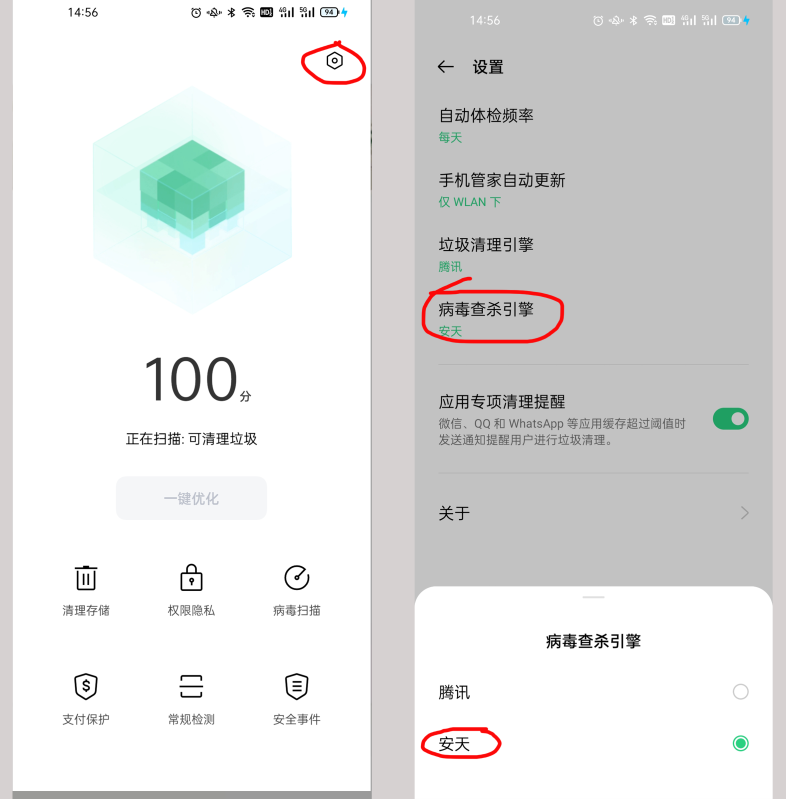 14:56
HD
4G
5G
94
100分
正在扫描: 可清理垃圾
一键优化
清理存储
权限隐私
病毒扫描
支付保护
常规检测
安全事件
14:56
HD
4G
5G
94
设置
自动体检频率
每天
手机管家自动更新
仅 WLAN 下
垃圾清理引擎
腾讯
病毒查杀引擎
安天
应用专项清理提醒
微信、QQ 和 WhatsApp 等应用缓存超过阈值时
发送通知提醒用户进行垃圾清理。
关于
病毒查杀引擎
腾讯
安天